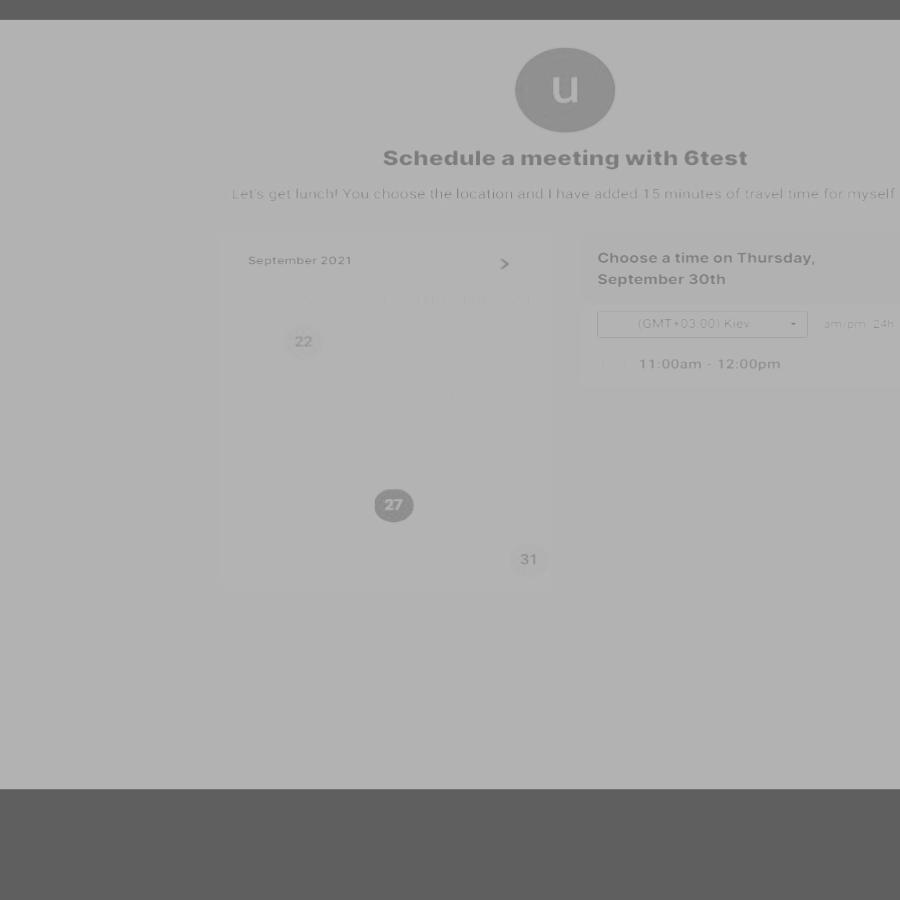 u
Schedule a meeting with 6test
Let's get lunch! You choose the location and I have added 15 minutes of travel time for myself
September 2021
22
27
31
Choose a time on Thursday,
September 30th
(GMT+03:00) Kiev
am/pm 24h
11:00am - 12:00pm